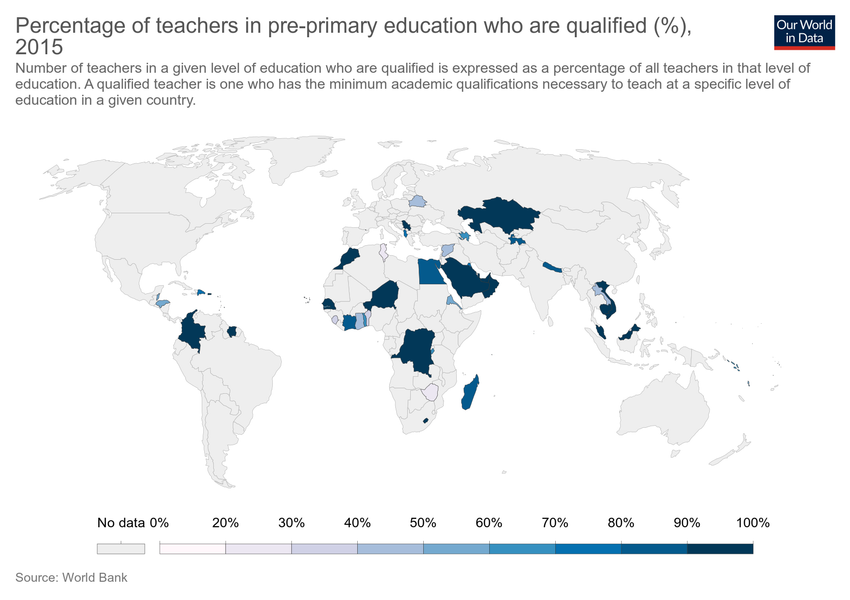 Percentage of teachers in pre-primary education who are qualified (%),
2015
Our World
in Data
Number of teachers in a given level of education who are qualified is expressed as a percentage of all teachers in that level of
education. A qualified teacher is one who has the minimum academic qualifications necessary to teach at a specific level of
education in a given country.
No data 0% 20% 30% 40% 50% 60% 70% 80% 90% 100%
Source: World Bank